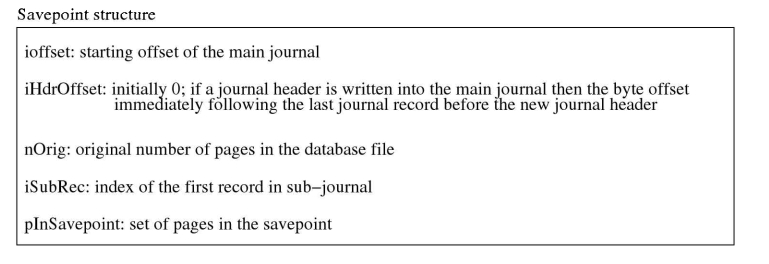 Savepoint structure
ioffset: starting offset of the main journal
iHdrOffset: initially 0; if a journal header is written into the main journal then the byte offset
immediately following the last journal record before the new journal header
nOrig: original number of pages in the database file
iSubRec: index of the first record in sub−journal
pInSavepoint: set of pages in the savepoint